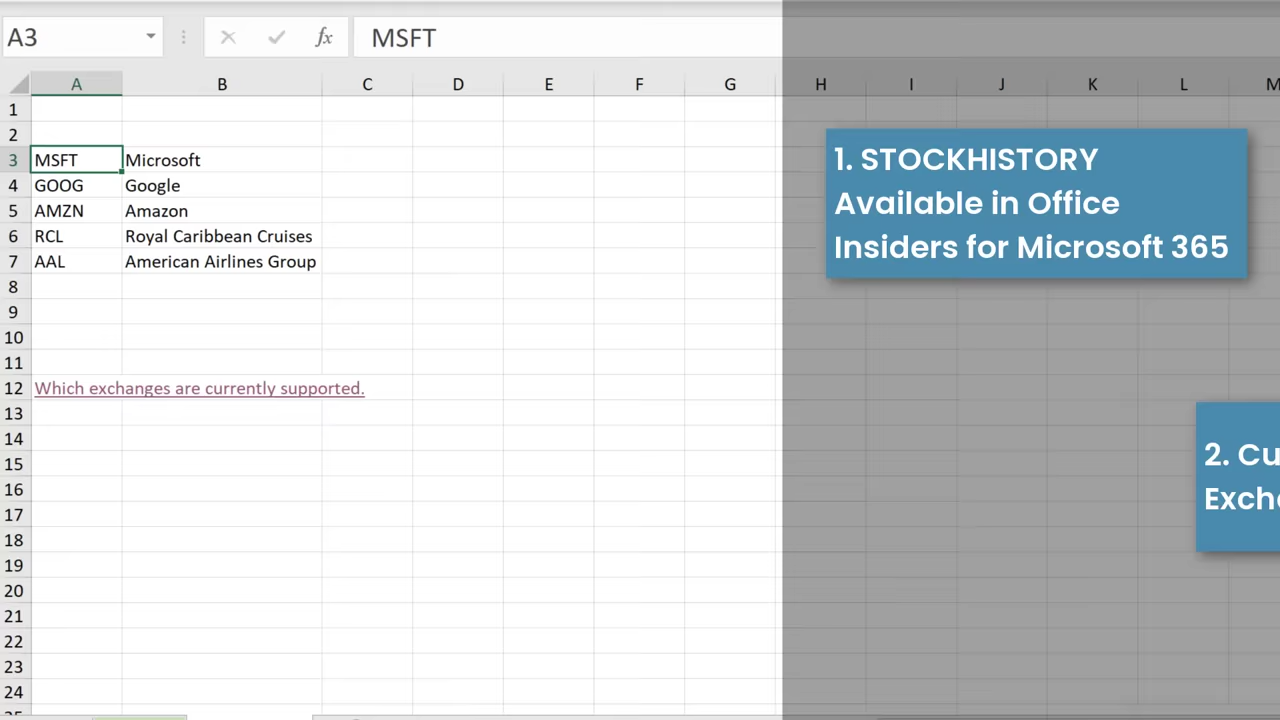 A3
fx
MSFT
A B C D E F G H I J K L M
1
2
3 MSFT Microsoft
4 GOOG Google
5 AMZN Amazon
6 RCL Royal Caribbean Cruises
7 AAL American Airlines Group
8
9
10
11
12 Which exchanges are currently supported.
13
14
15
16
17
18
19
20
21
22
23
24
25
1. STOCKHISTORY
Available in Office
Insiders for Microsoft 365
2. Cu
Exch